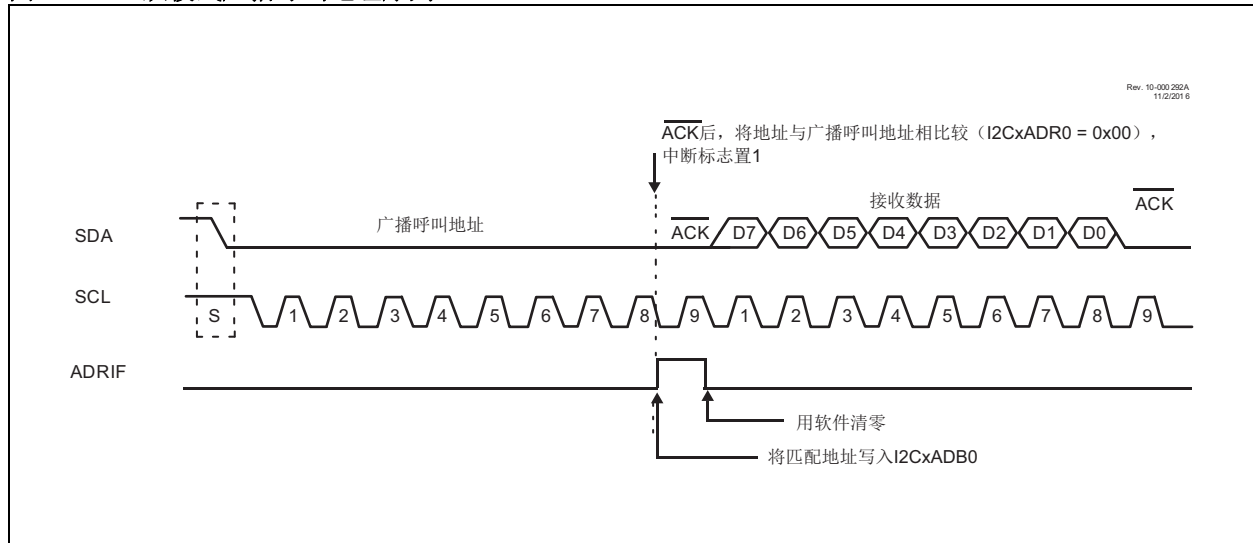 Rev. 10-000 292A
11/2/201 6
ACK后，将地址与广播呼叫地址相比较（I2CxADR0 = 0x00），
中断标志置1
接收数据
ACK
广播呼叫地址
SDA
ACK
D7 D6 D5 D4 D3 D2 D1 D0
SCL
S 1 2 3 4 5 6 7 8 9 1 2 3 4 5 6 7 8 9
ADRIF
用软件清零
将匹配地址写入I2CxADB0